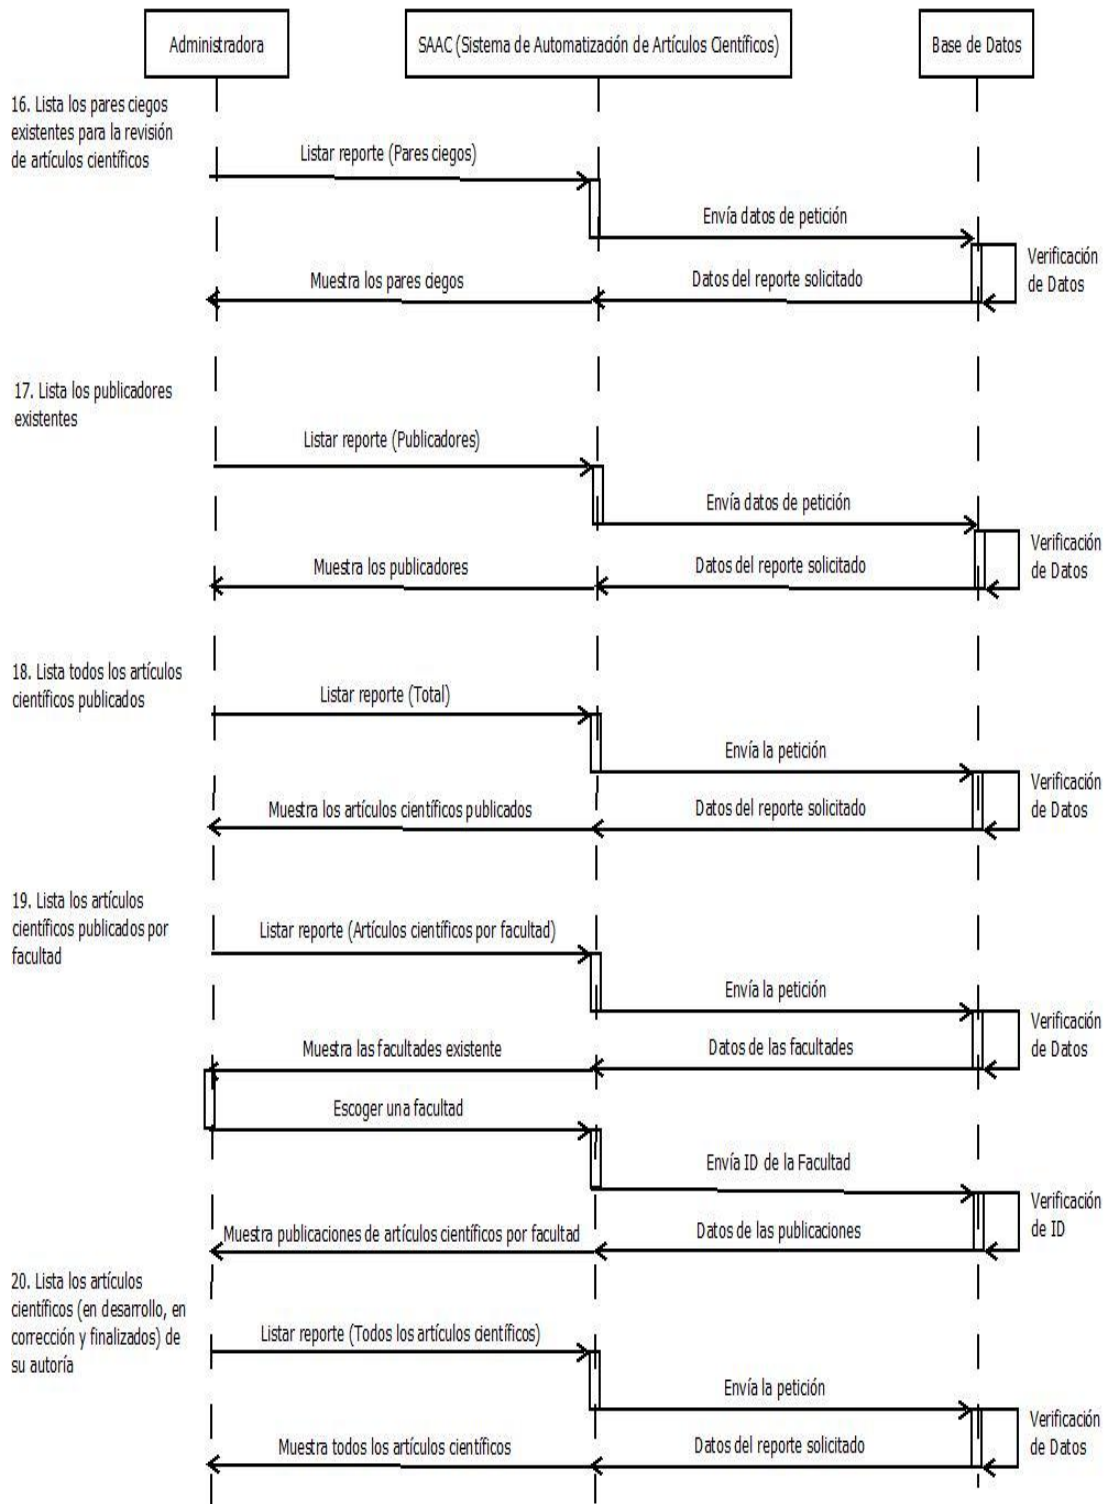 Administradora
SAAC (Sistema de Automatización de Artículos Científicos)
Base de Datos
16. Lista los pares ciegos
existentes para la revisión
de artículos científicos
Listar reporte (Pares ciegos)
Envía datos de petición
Verificación
de Datos
Datos del reporte solicitado
Muestra los pares ciegos
17. Lista los publicadores
existentes
Listar reporte (Publicadores)
Envía datos de petición
Verificación
de Datos
Datos del reporte solicitado
Muestra los publicadores
18. Lista todos los artículos
científicos publicados
Listar reporte (Total)
Envía la petición
Verificación
de Datos
Datos del reporte solicitado
Muestra los artículos científicos publicados
19. Lista los artículos
científicos publicados por
facultad
Listar reporte (Artículos científicos por facultad)
Envía la petición
Verificación
de Datos
Datos de las facultades
Muestra las facultades existente
Escoger una facultad
Envía ID de la Facultad
Verificación
de ID
Datos de las publicaciones
Muestra publicaciones de artículos científicos por facultad
20. Lista los artículos
científicos (en desarrollo, en
corrección y finalizados) de
su autoría
Listar reporte (Todos los artículos científicos)
Envía la petición
Verificación
de Datos
Datos del reporte solicitado
Muestra todos los artículos científicos